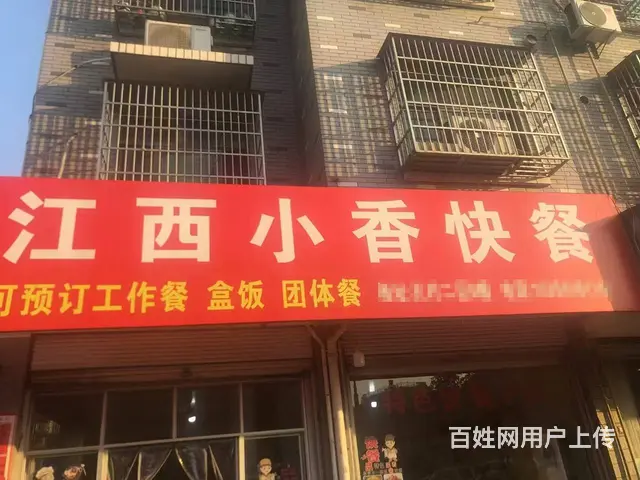 江西小香快餐
可预订工作餐 盒饭 团体餐
百姓网用户上传